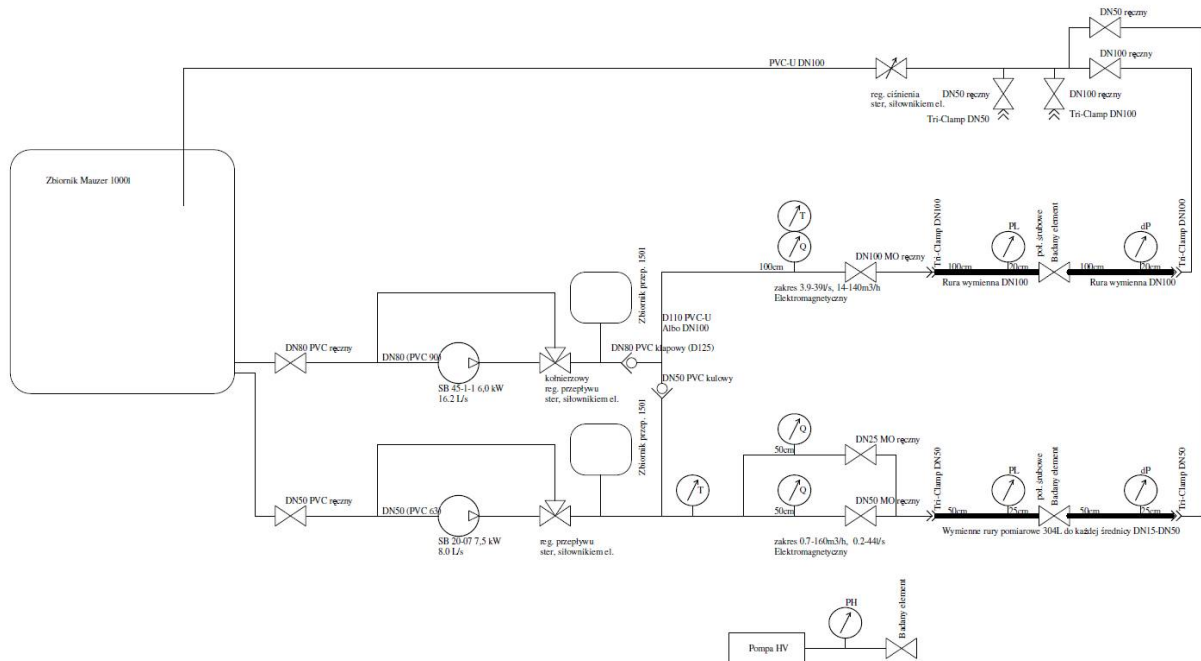 DN50 ręczny
PVC-U DN100
DN100 ręczny
reg. ciśnienia
ster, siłownikiem el.
DN50 ręczny
Tri-Clamp DN50
DN100 ręczny
Tri-Clamp DN100
Zbiornik Mauzer 1000l
T
Q
100cm
DN100 MO ręczny
zakres 3.9-39l/s, 14-140m3/h
Elektromagnetyczny
Tri-Clamp DN100
PL
100cm
20cm
Rura wymienna DN100
poł. śrubowe
Badany element
dP
100cm
20cm
Rura wymienna DN100
Tri-Clamp DN100
Zbiornik przep. 150l
D110 PVC-U
Albo DN100
DN80 PVC klapowy (D125)
DN80 PVC ręczny
DN80 (PVC 90)
SB 45-1-1 6,0 kW
16.2 L/s
kołnierzowy
reg. przepływu
ster, siłownikiem el.
DN50 PVC kulowy
Zbiornik przep. 150l
DN50 PVC ręczny
DN50 (PVC 63)
SB 20-07 7,5 kW
8.0 L/s
reg. przepływu
ster, siłownikiem el.
T
Q
50cm
DN25 MO ręczny
Q
50cm
DN50 MO ręczny
zakres 0.7-160m3/h, 0.2-44l/s
Elektromagnetyczny
Tri-Clamp DN50
PL
50cm
25cm
poł. śrubowe
Badany element
dP
50cm
25cm
Tri-Clamp DN50
Wymienne rury pomiarowe 304L do każdej średnicy DN15-DN50
PH
Badany element
Pompa HV